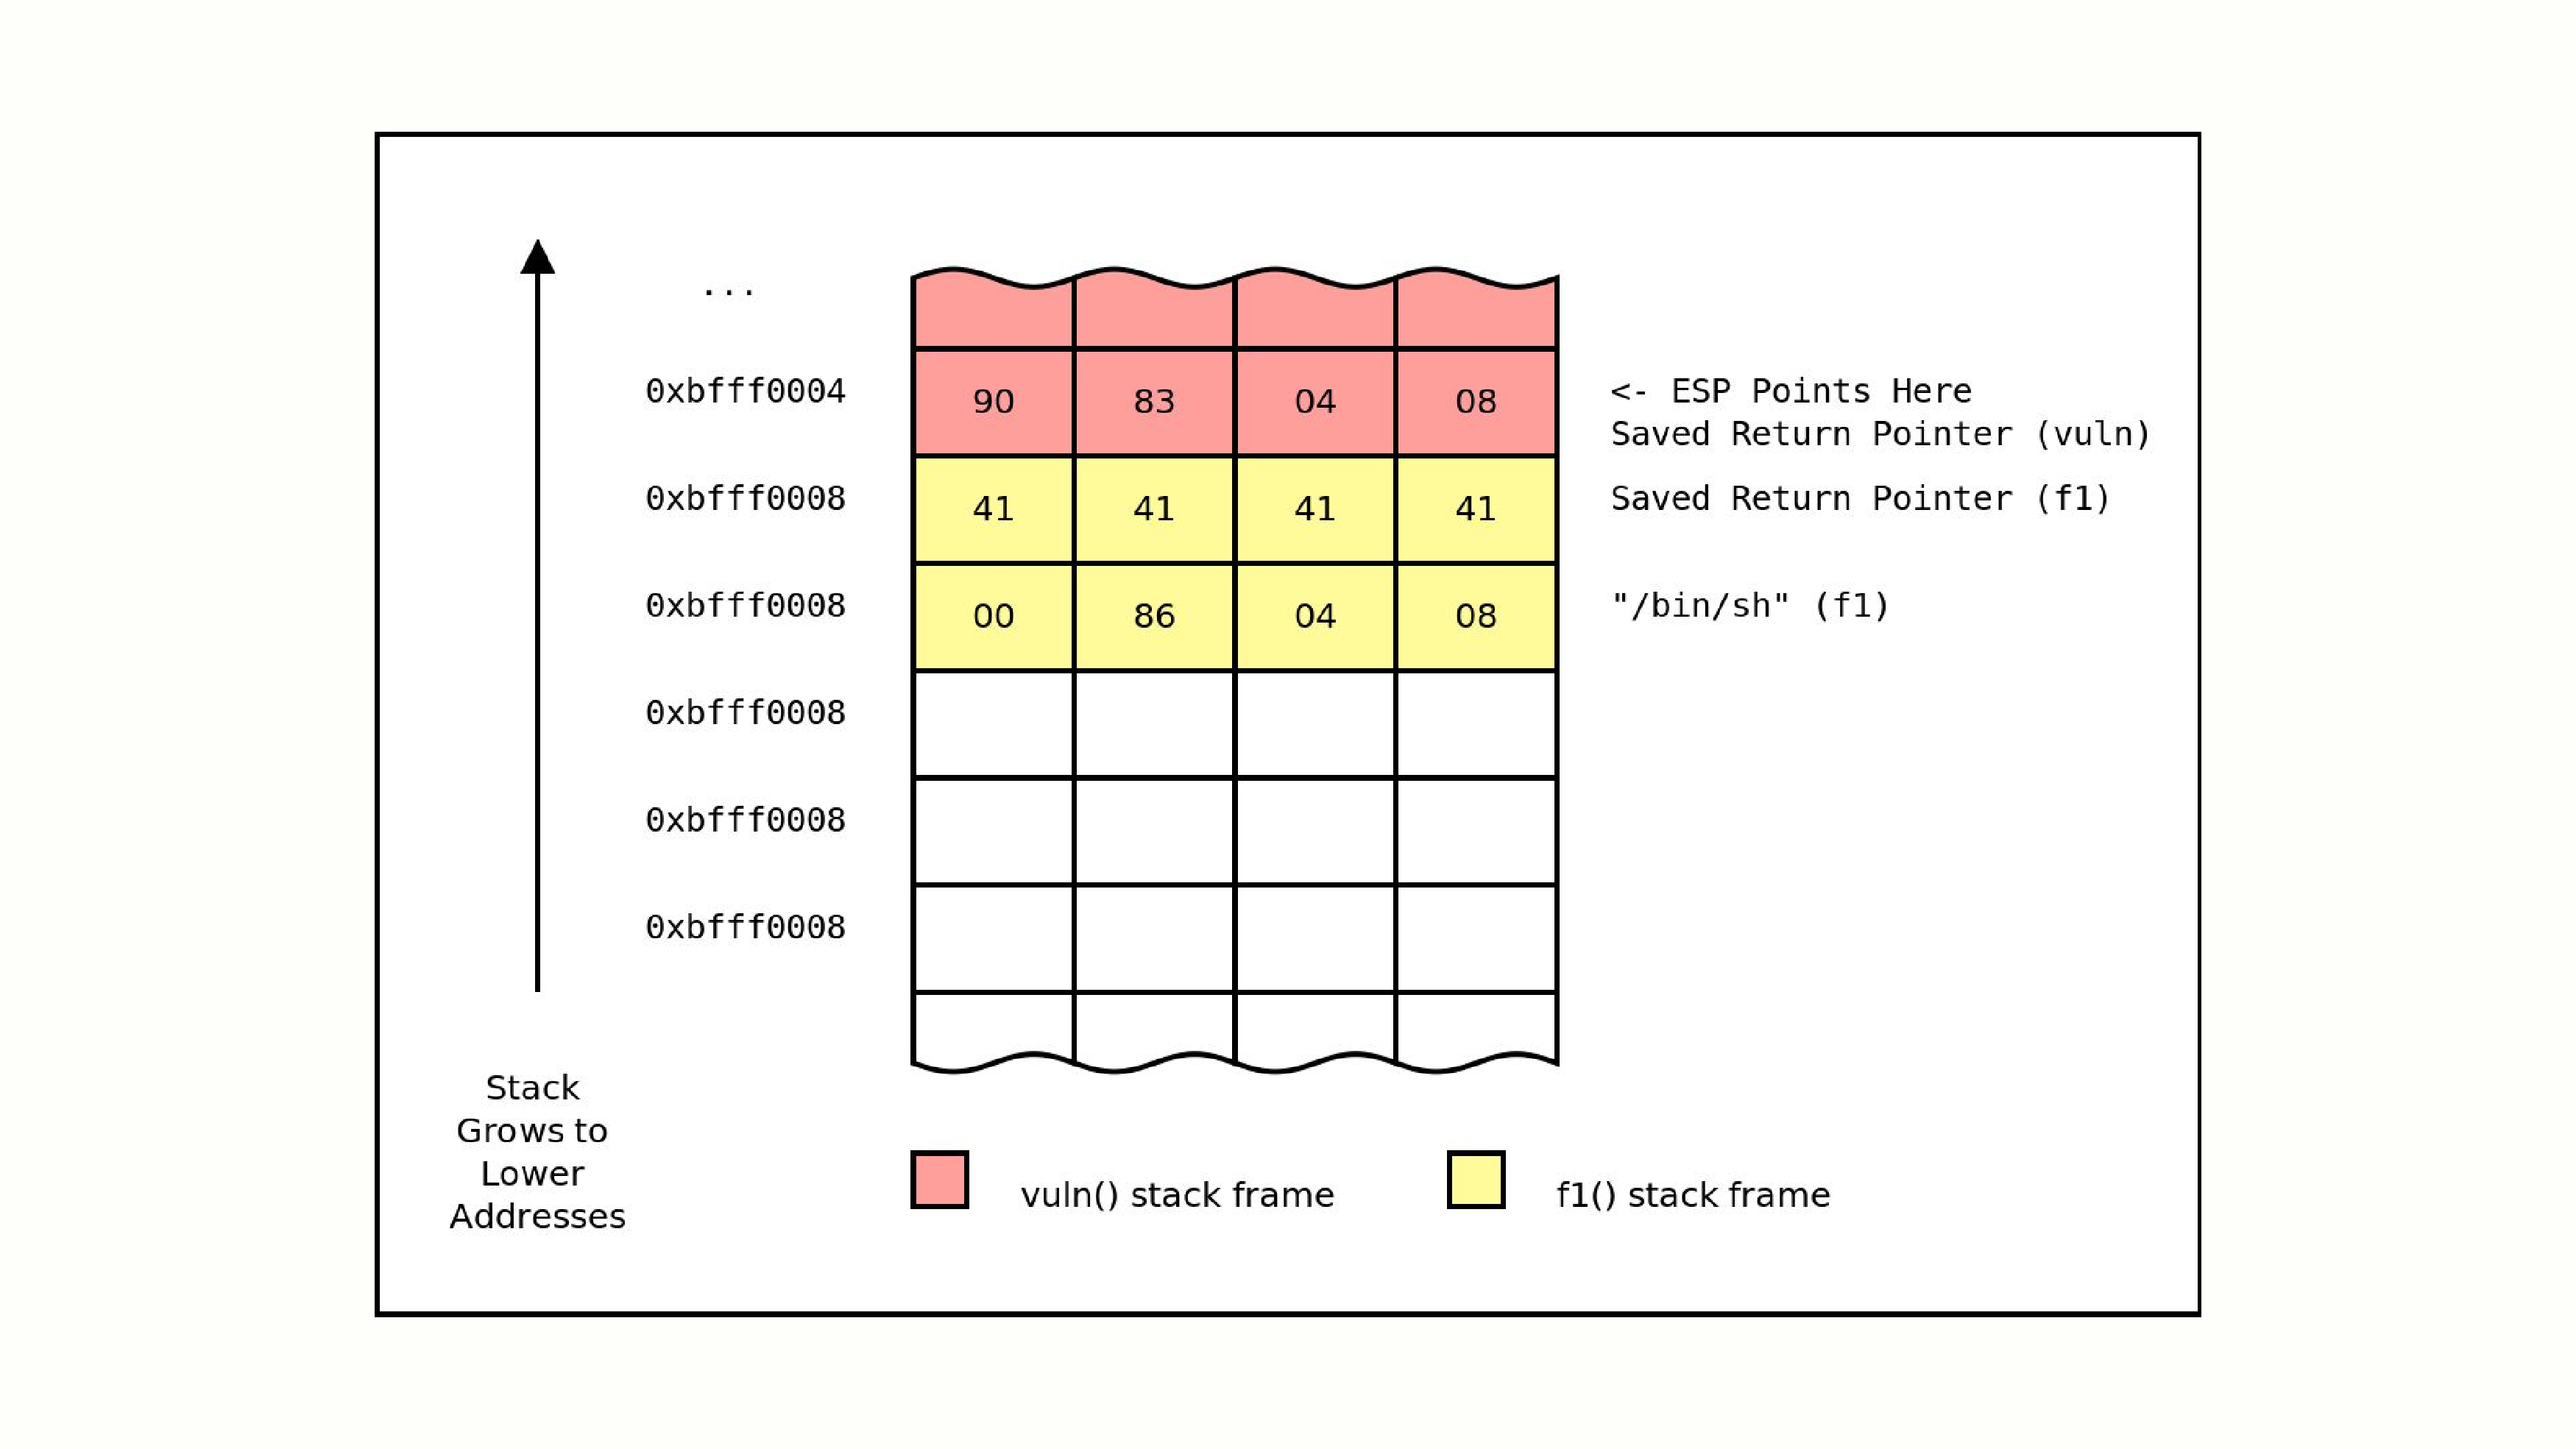 ...
0xbfff0004 90 83 04 08 <- ESP Points Here
Saved Return Pointer (vuln)
0xbfff0008 41 41 41 41 Saved Return Pointer (f1)
0xbfff0008 00 86 04 08 "/bin/sh" (f1)
0xbfff0008
0xbfff0008
0xbfff0008
Stack
Grows to
Lower
Addresses
vuln() stack frame
f1() stack frame